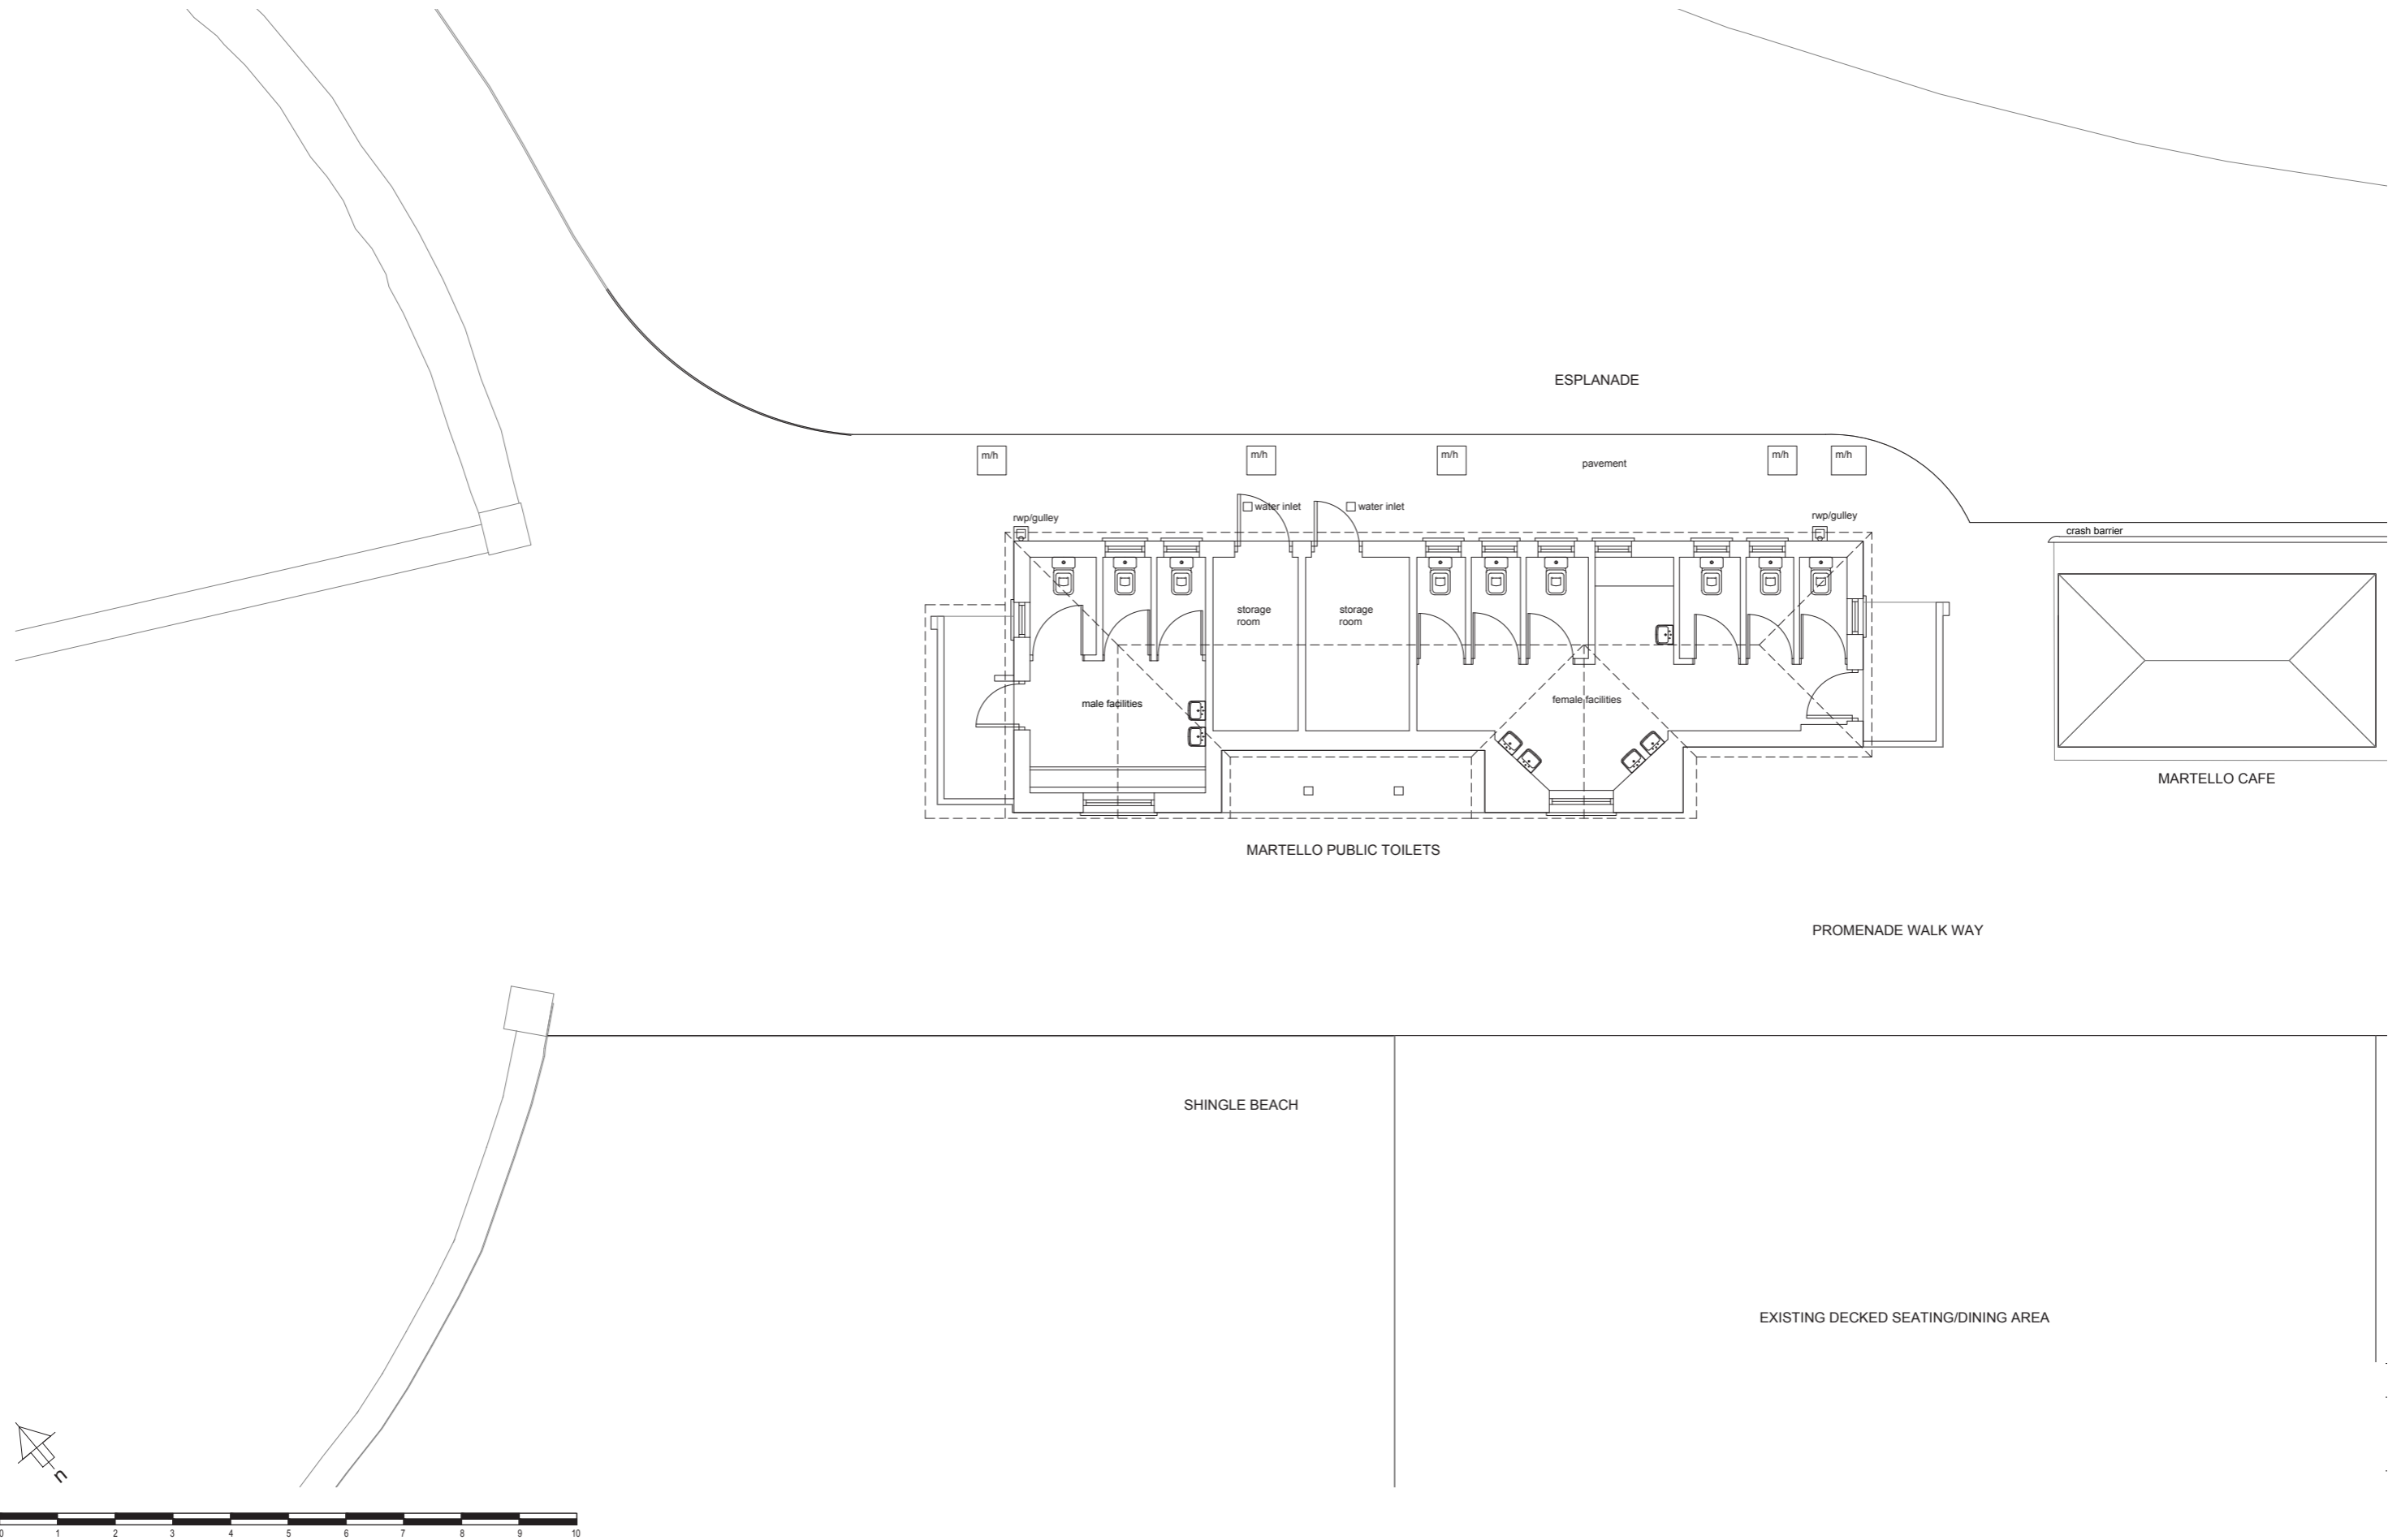 ESPLANADE
m/h
m/h
m/h
pavement
m/h
m/h
water inlet
water inlet
rwp/gulley
rwp/gulley
crash barrier
storage
room
storage
room
male facilities
female facilities
MARTELLO CAFE
MARTELLO PUBLIC TOILETS
PROMENADE WALK WAY
SHINGLE BEACH
EXISTING DECKED SEATING/DINING AREA
n
0 1 2 3 4 5 6 7 8 9 10